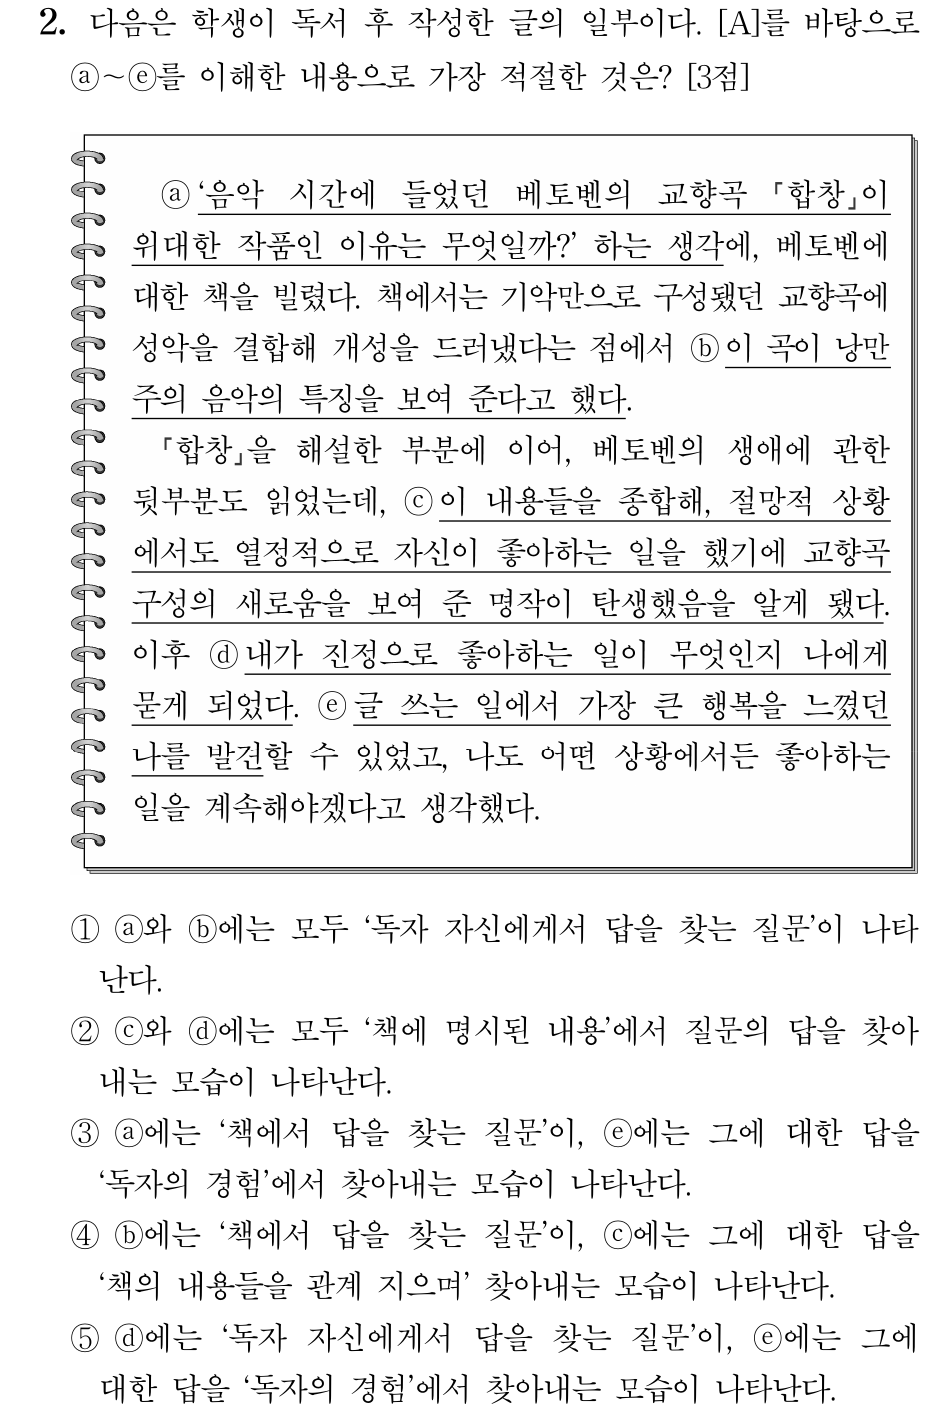 2. 다음은 학생이 독서 후 작성한 글의 일부이다. [A]를 바탕으로
ⓐ~ⓔ를 이해한 내용으로 가장 적절한 것은? [3점]
ⓐ‘음악 시간에 들었던 베토벤의 교향곡 『합창』이
위대한 작품인 이유는 무엇일까?’ 하는 생각에, 베토벤에
대한 책을 빌렸다. 책에서는 기악만으로 구성됐던 교향곡에
성악을 결합해 개성을 드러냈다는 점에서 ⓑ이 곡이 낭만
주의 음악의 특징을 보여 준다고 했다.
『합창』을 해설한 부분에 이어, 베토벤의 생애에 관한
뒷부분도 읽었는데, ⓒ이 내용들을 종합해, 절망적 상황
에서도 열정적으로 자신이 좋아하는 일을 했기에 교향곡
구성의 새로움을 보여 준 명작이 탄생했음을 알게 됐다.
이후 ⓓ내가 진정으로 좋아하는 일이 무엇인지 나에게
묻게 되었다. ⓔ글 쓰는 일에서 가장 큰 행복을 느꼈던
나를 발견할 수 있었고, 나도 어떤 상황에서든 좋아하는
일을 계속해야겠다고 생각했다.
① ⓐ와 ⓑ에는 모두 ‘독자 자신에게서 답을 찾는 질문’이 나타
난다.
② ⓒ와 ⓓ에는 모두 ‘책에 명시된 내용’에서 질문의 답을 찾아
내는 모습이 나타난다.
③ ⓐ에는 ‘책에서 답을 찾는 질문’이, ⓔ에는 그에 대한 답을
‘독자의 경험’에서 찾아내는 모습이 나타난다.
④ ⓑ에는 ‘책에서 답을 찾는 질문’이, ⓒ에는 그에 대한 답을
‘책의 내용들을 관계 지으며’ 찾아내는 모습이 나타난다.
⑤ ⓓ에는 ‘독자 자신에게서 답을 찾는 질문’이, ⓔ에는 그에
대한 답을 ‘독자의 경험’에서 찾아내는 모습이 나타난다.